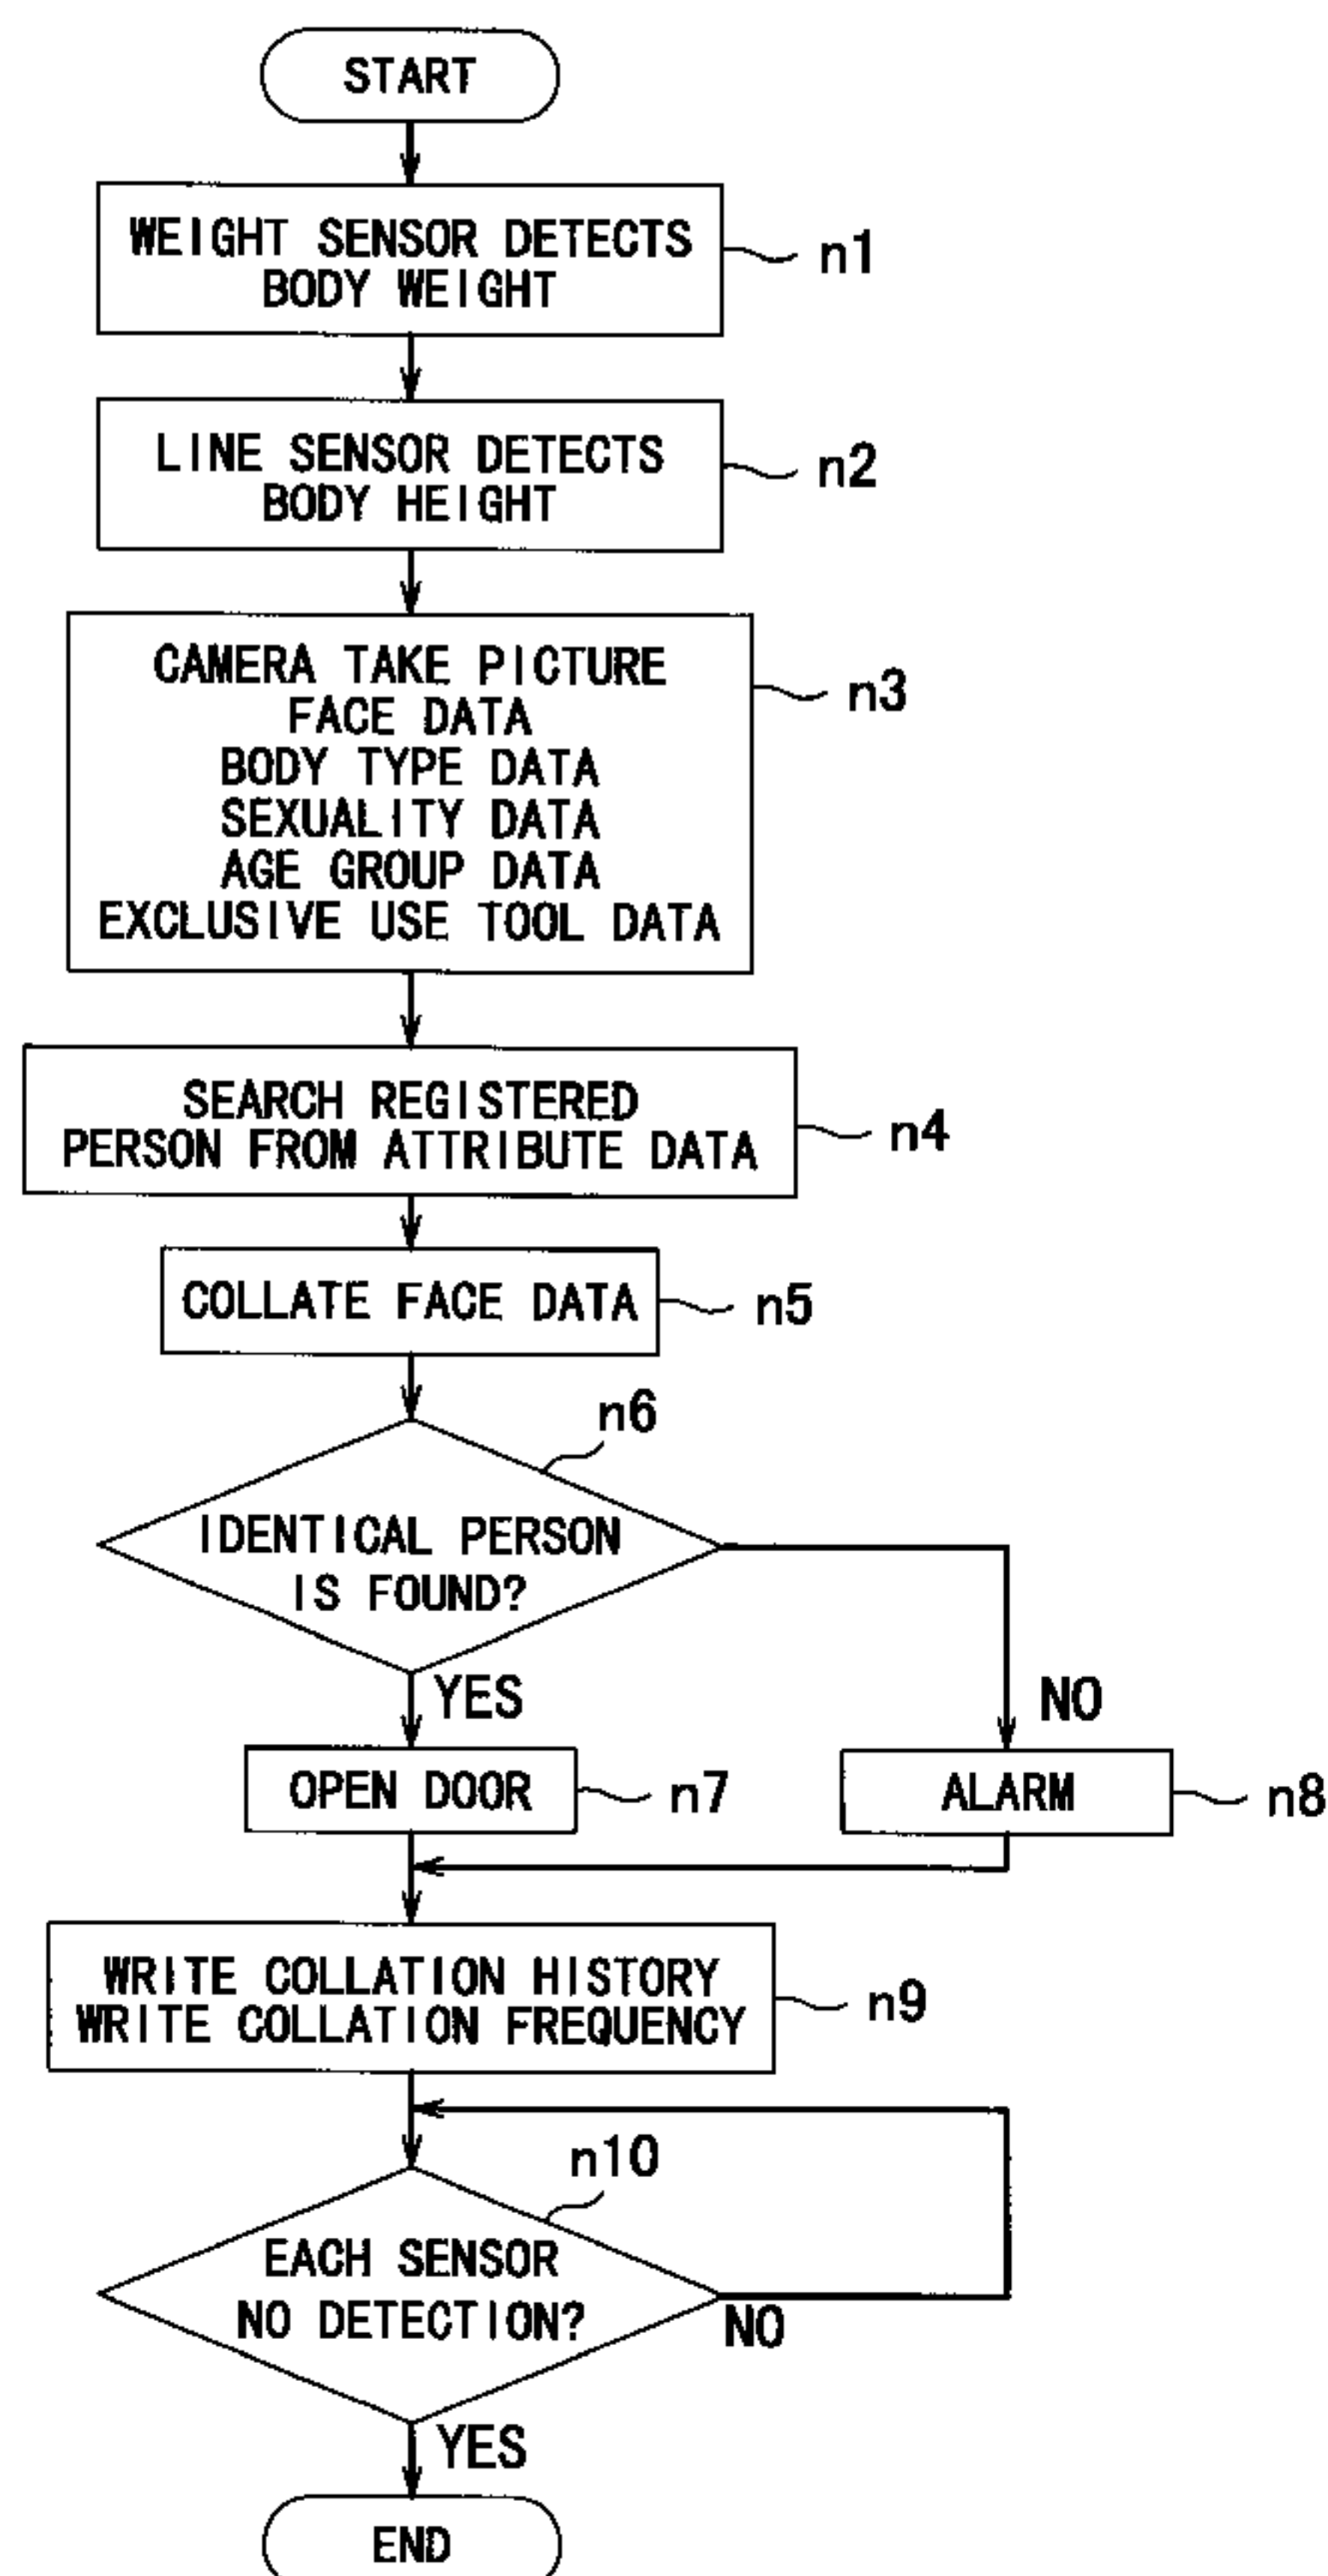 START
WEIGHT SENSOR DETECTS
BODY WEIGHT
n1
LINE SENSOR DETECTS
BODY HEIGHT
n2
CAMERA TAKE PICTURE
FACE DATA
BODY TYPE DATA
SEXUALITY DATA
AGE GROUP DATA
EXCLUSIVE USE TOOL DATA
n3
SEARCH REGISTERED
PERSON FROM ATTRIBUTE DATA
n4
COLLATE FACE DATA
n5
n6
IDENTICAL PERSON
IS FOUND?
YES
NO
OPEN DOOR
n7
ALARM
n8
WRITE COLLATION HISTORY
WRITE COLLATION FREQUENCY
n9
n10
EACH SENSOR
NO DETECTION?
NO
YES
END